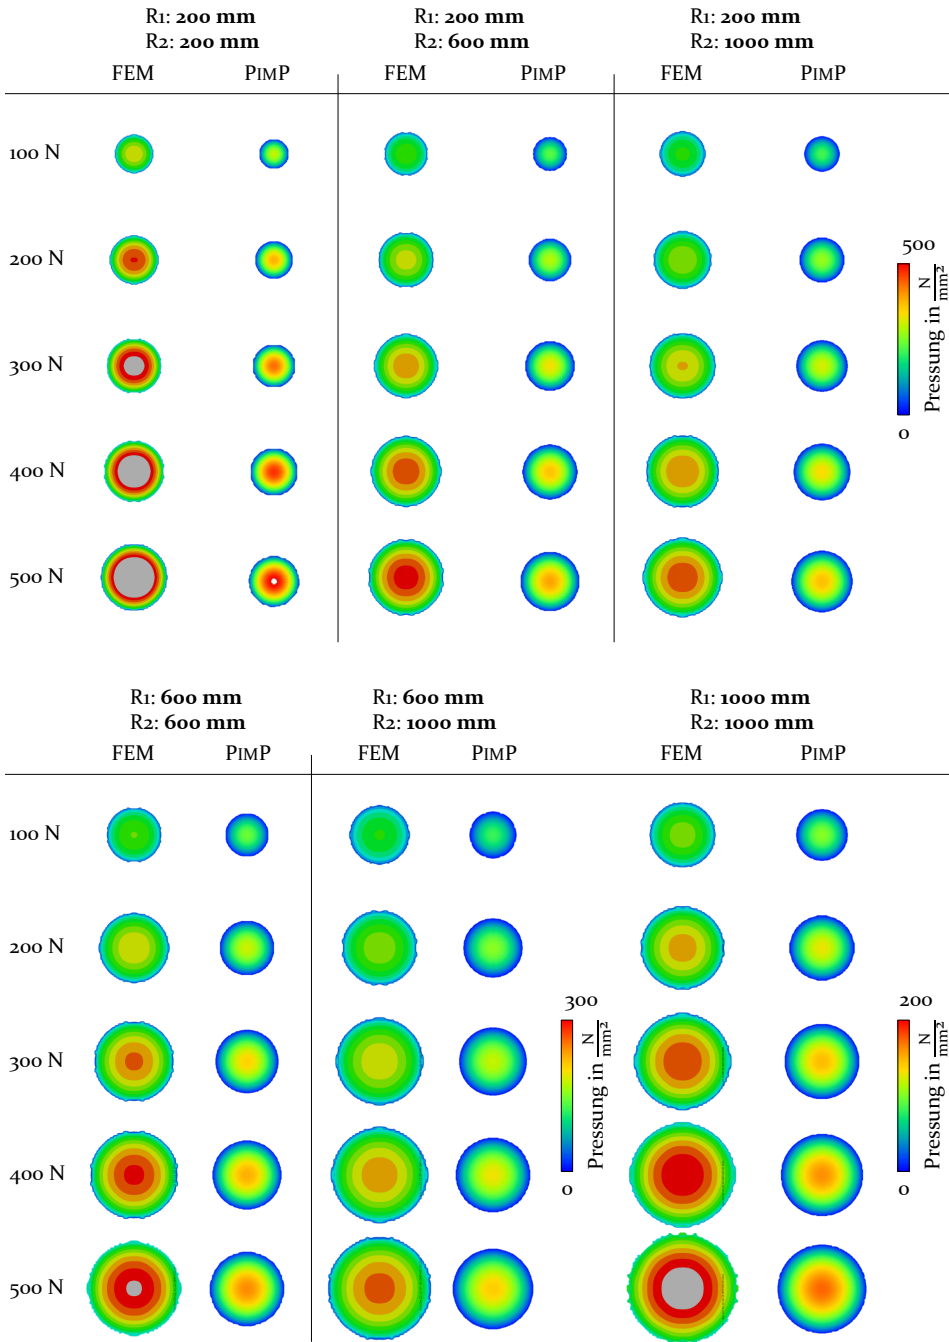 R1: 200 mm R1: 200 mm R1: 200 mm
R2: 200 mm R2: 600 mm R2: 1000 mm
FEM PIMP FEM PIMP FEM PIMP
100 N
200 N
300 N
400 N
500 N
500
Pressung in N/mm²
0
R1: 600 mm R1: 600 mm R1: 1000 mm
R2: 600 mm R2: 1000 mm R2: 1000 mm
FEM PIMP FEM PIMP FEM PIMP
100 N
200 N
300 N
400 N
500 N
300
Pressung in N/mm²
0
200
Pressung in N/mm²
0